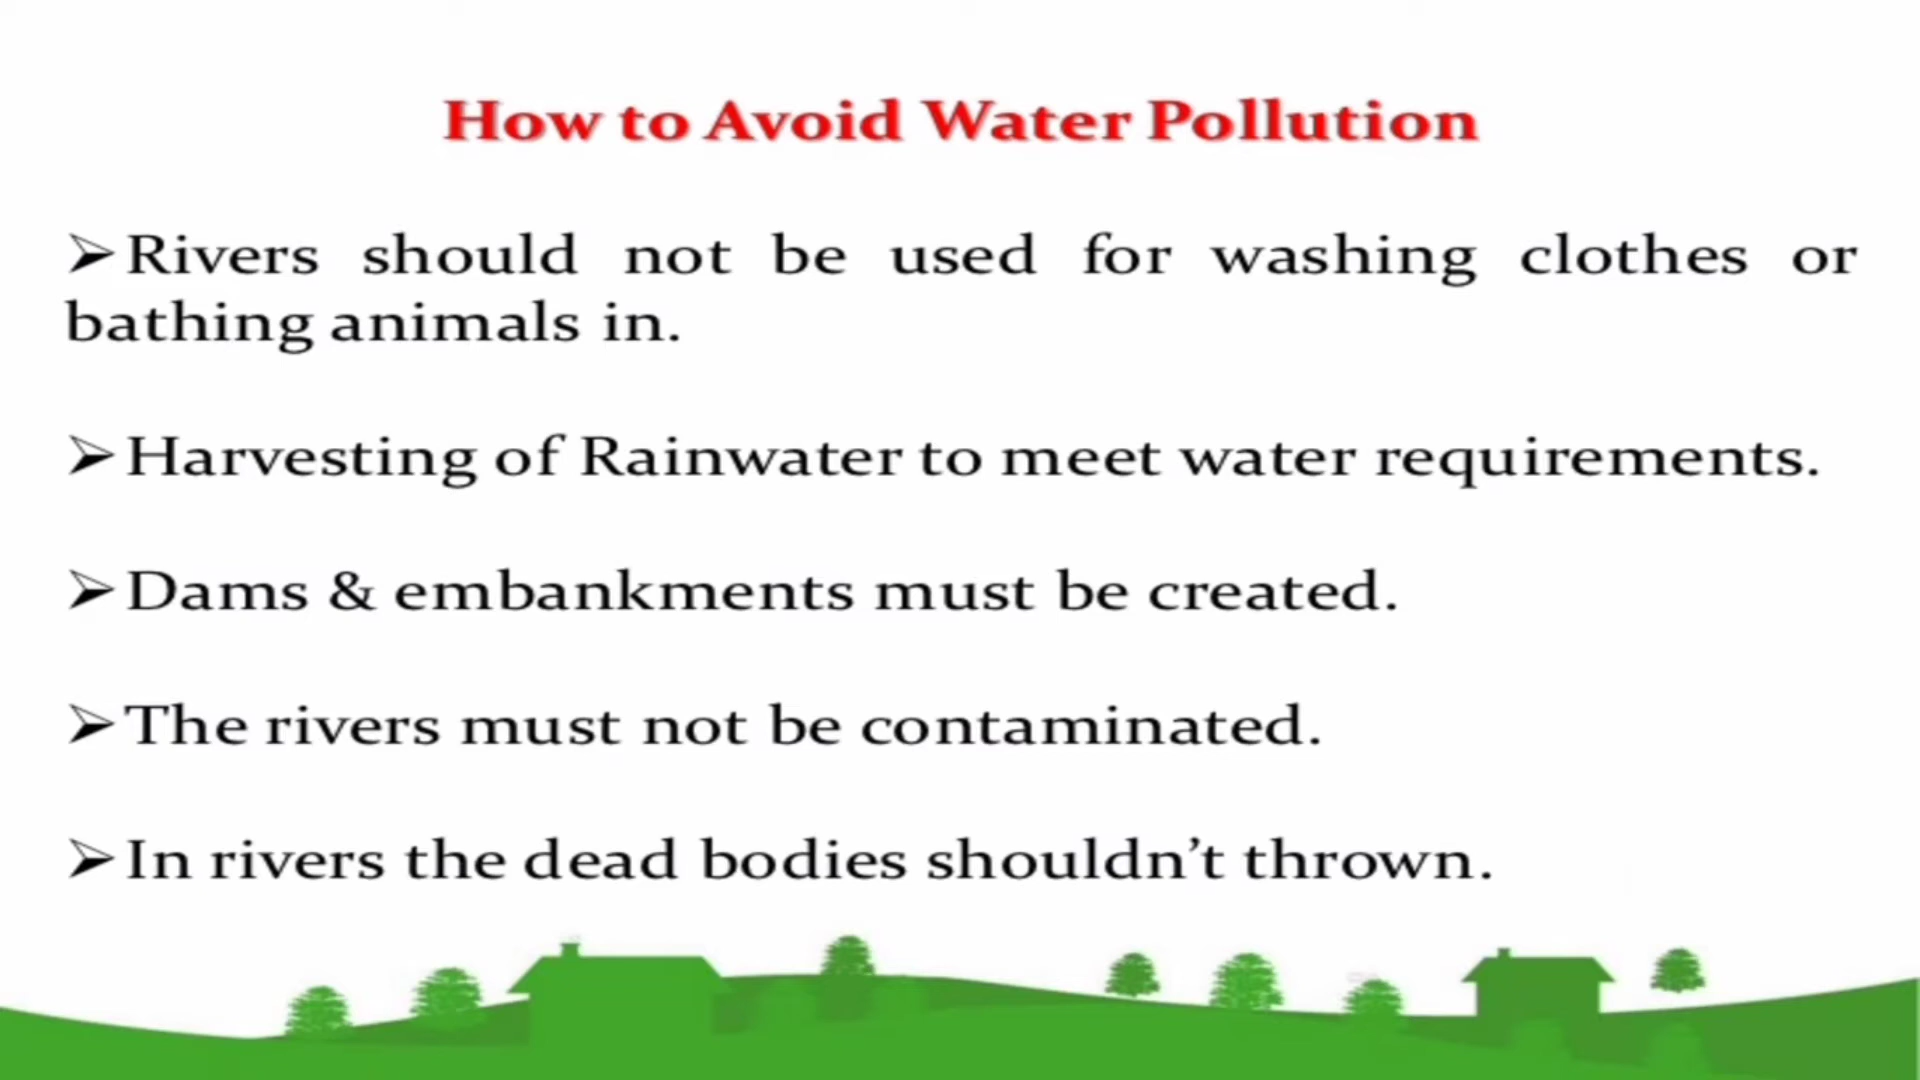 How to Avoid Water Pollution
➢Rivers should not be used for washing clothes or
bathing animals in.
➢Harvesting of Rainwater to meet water requirements.
➢Dams & embankments must be created.
➢The rivers must not be contaminated.
➢In rivers the dead bodies shouldn’t thrown.